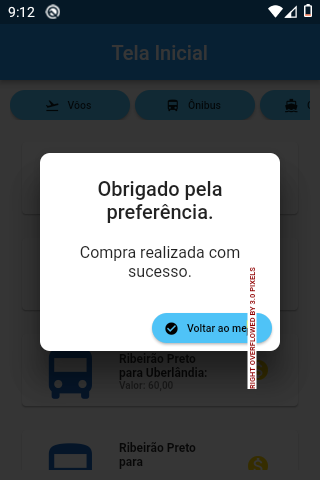 9:12
Tela Inicial
Vôos
Ônibus
Obrigado pela
preferência.
Compra realizada com
sucesso.
Voltar ao me
RIGHT OVERFLOWED BY 3.0 PIXELS
Ribeirão Preto
para Uberlândia:
Valor: 60,00
Ribeirão Preto
para